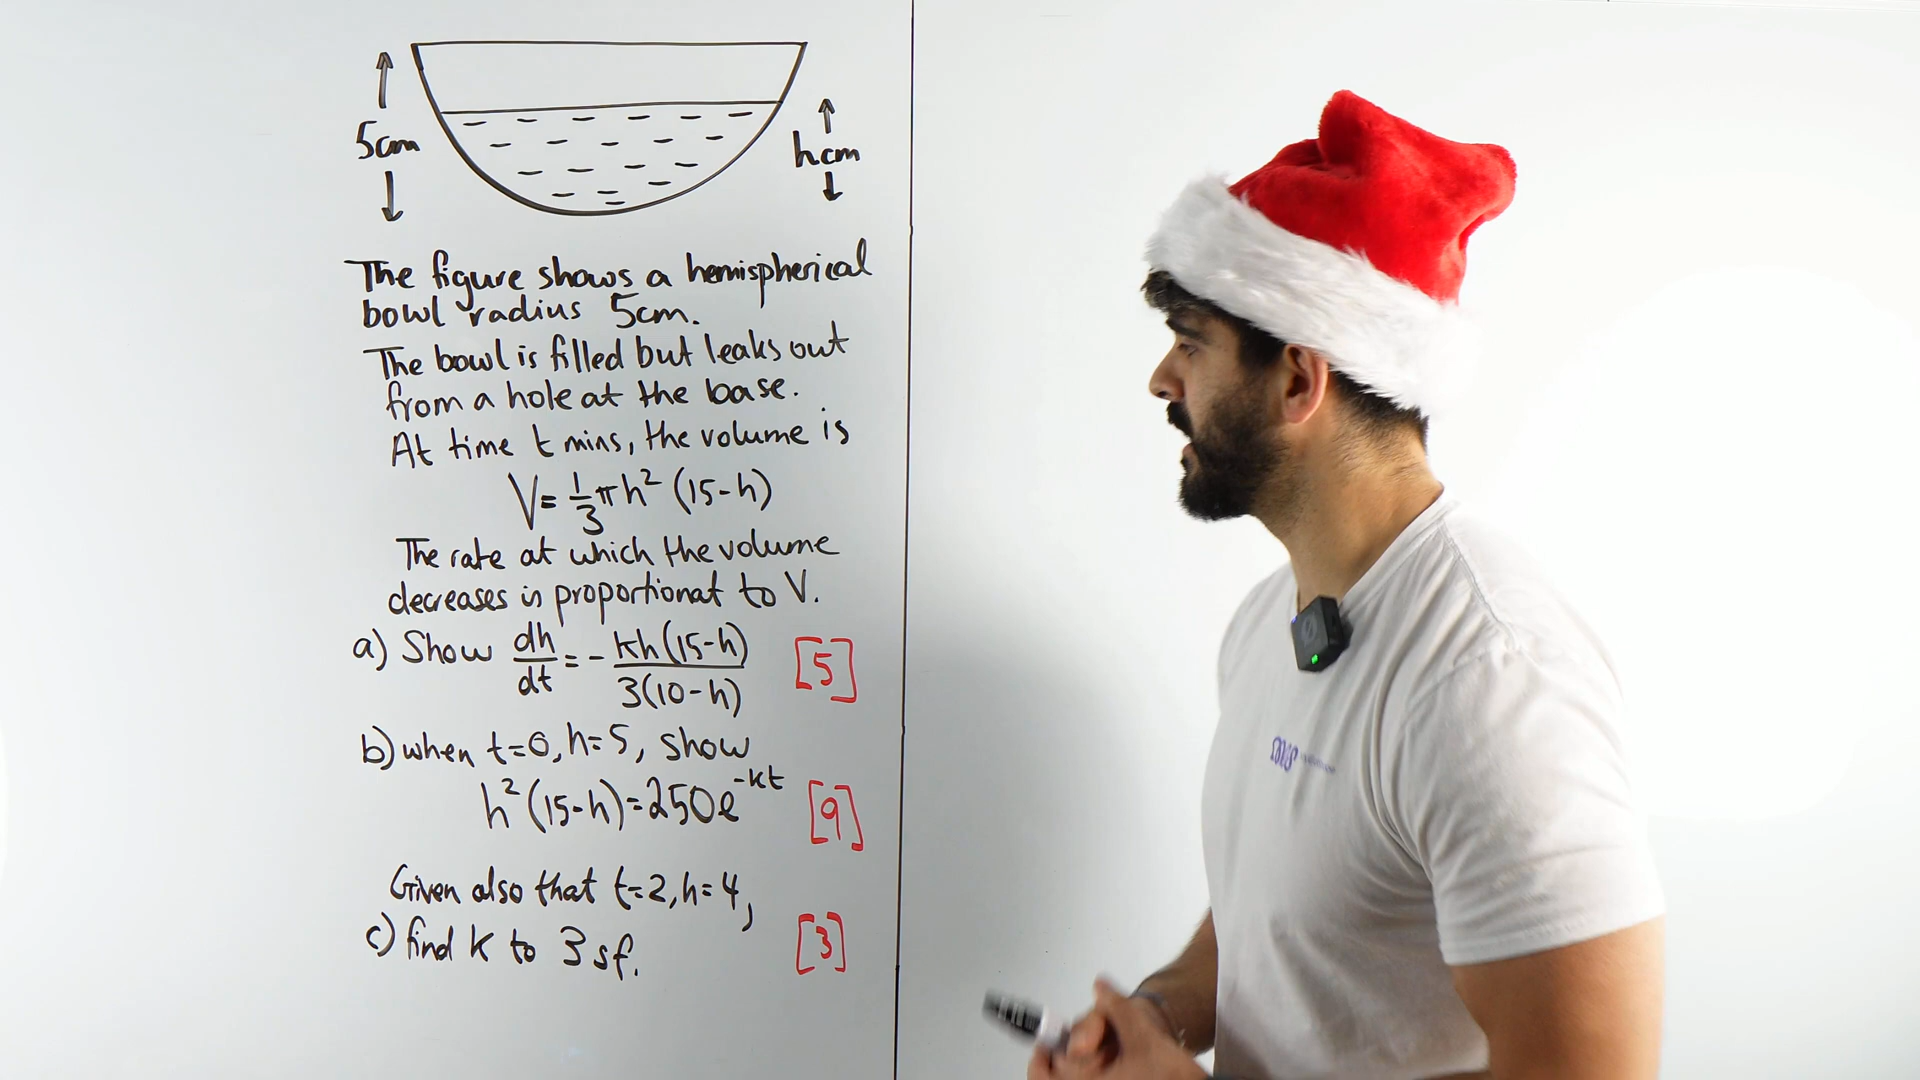 5cm
hcm
The figure shows a hemispherical
bowl radius 5cm.
The bowl is filled but leaks out
from a hole at the base.
At time t mins, the volume is
V = 1/3 πh² (15-h)
The rate at which the volume
decreases is proportionat to V.
a) Show dh/dt = - kh(15-h)/3(10-h) [5]
b) when t=0, h=5, show
h² (15-h) = 250e^-kt [9]
Given also that t=2, h=4,
c) find k to 3sf. [3]